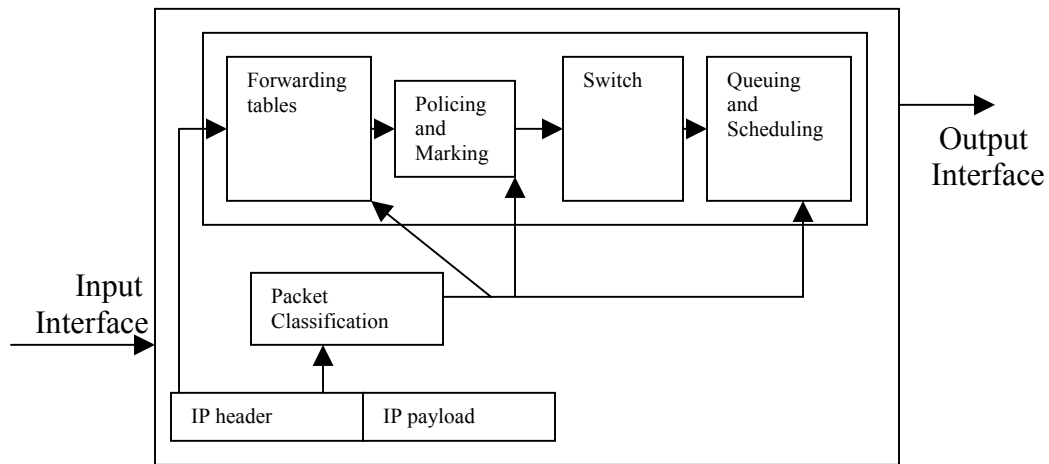 Forwarding
tables
Policing
and
Marking
Switch
Queuing
and
Scheduling
Output
Interface
Input
Interface
Packet
Classification
IP header
IP payload